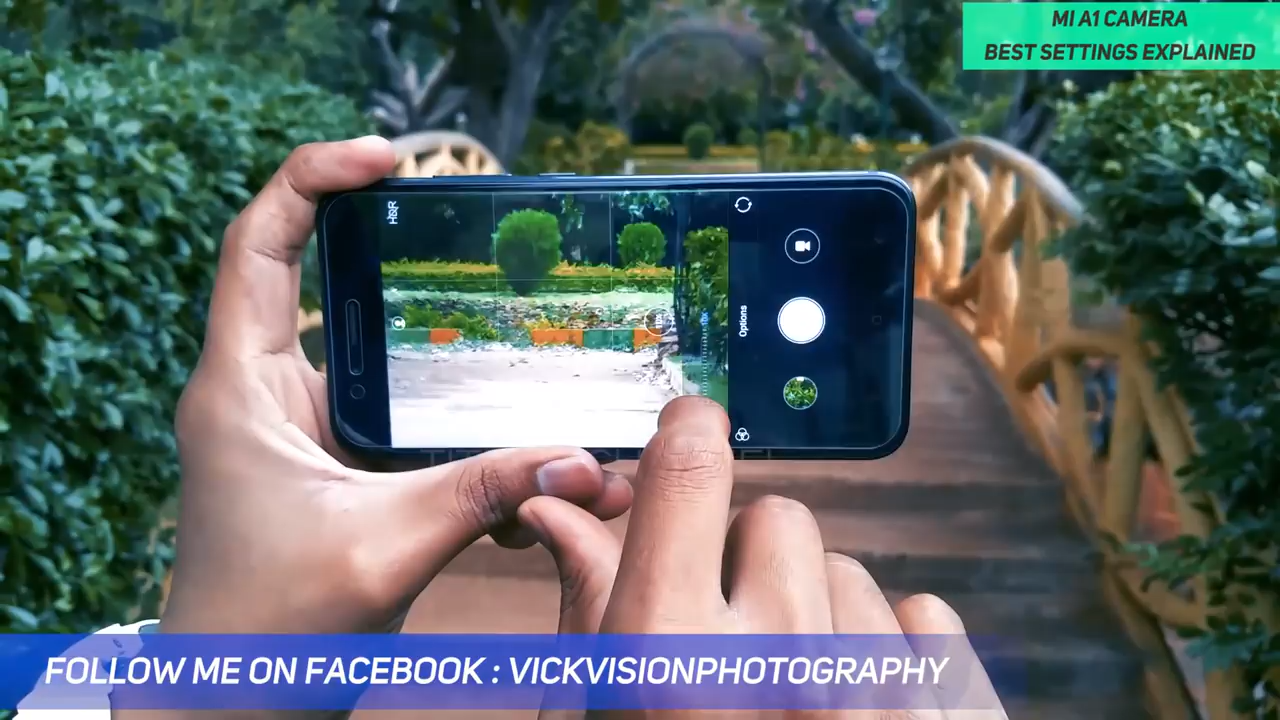 MI A1 CAMERA
BEST SETTINGS EXPLAINED
HDR
Options
FOLLOW ME ON FACEBOOK : VICKVISIONPHOTOGRAPHY